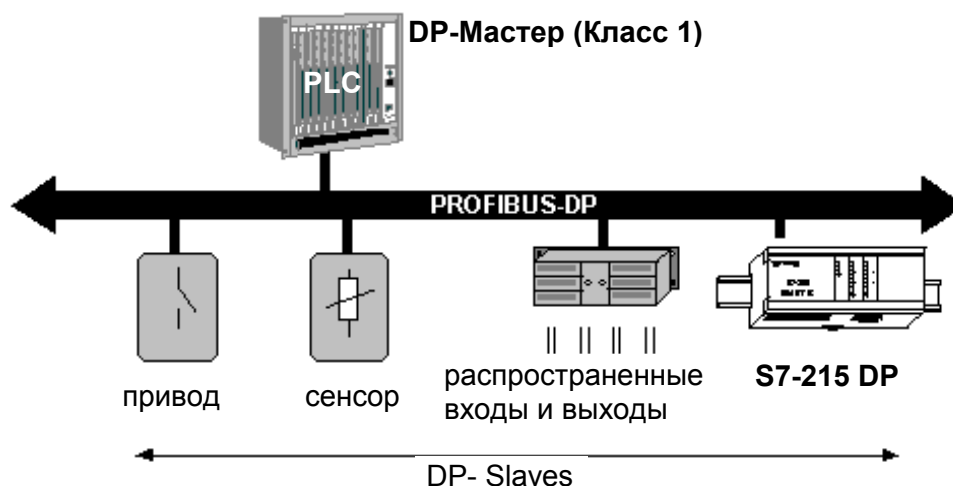 DP-Мастер (Класс 1)
PLC
PROFIBUS-DP
привод
сенсор
распространенные
входы и выходы
S7-215 DP
DP- Slaves